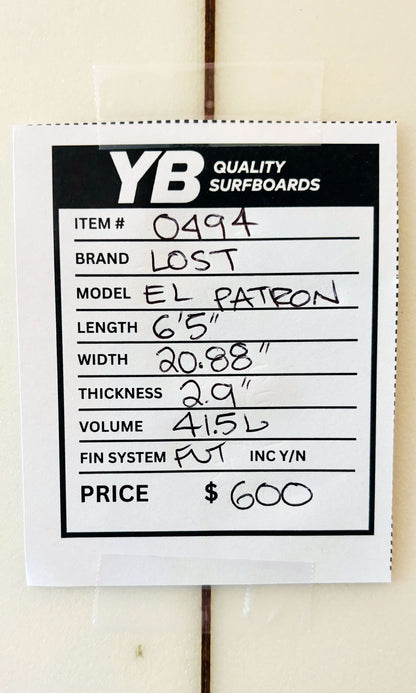 YB QUALITY
SURFBOARDS
ITEM # 0494
BRAND LOST
MODEL EL PATRON
LENGTH 6'5"
WIDTH 20.88"
THICKNESS 2.9"
VOLUME 41.5L
FIN SYSTEM FUT INC Y/N
PRICE $ 600